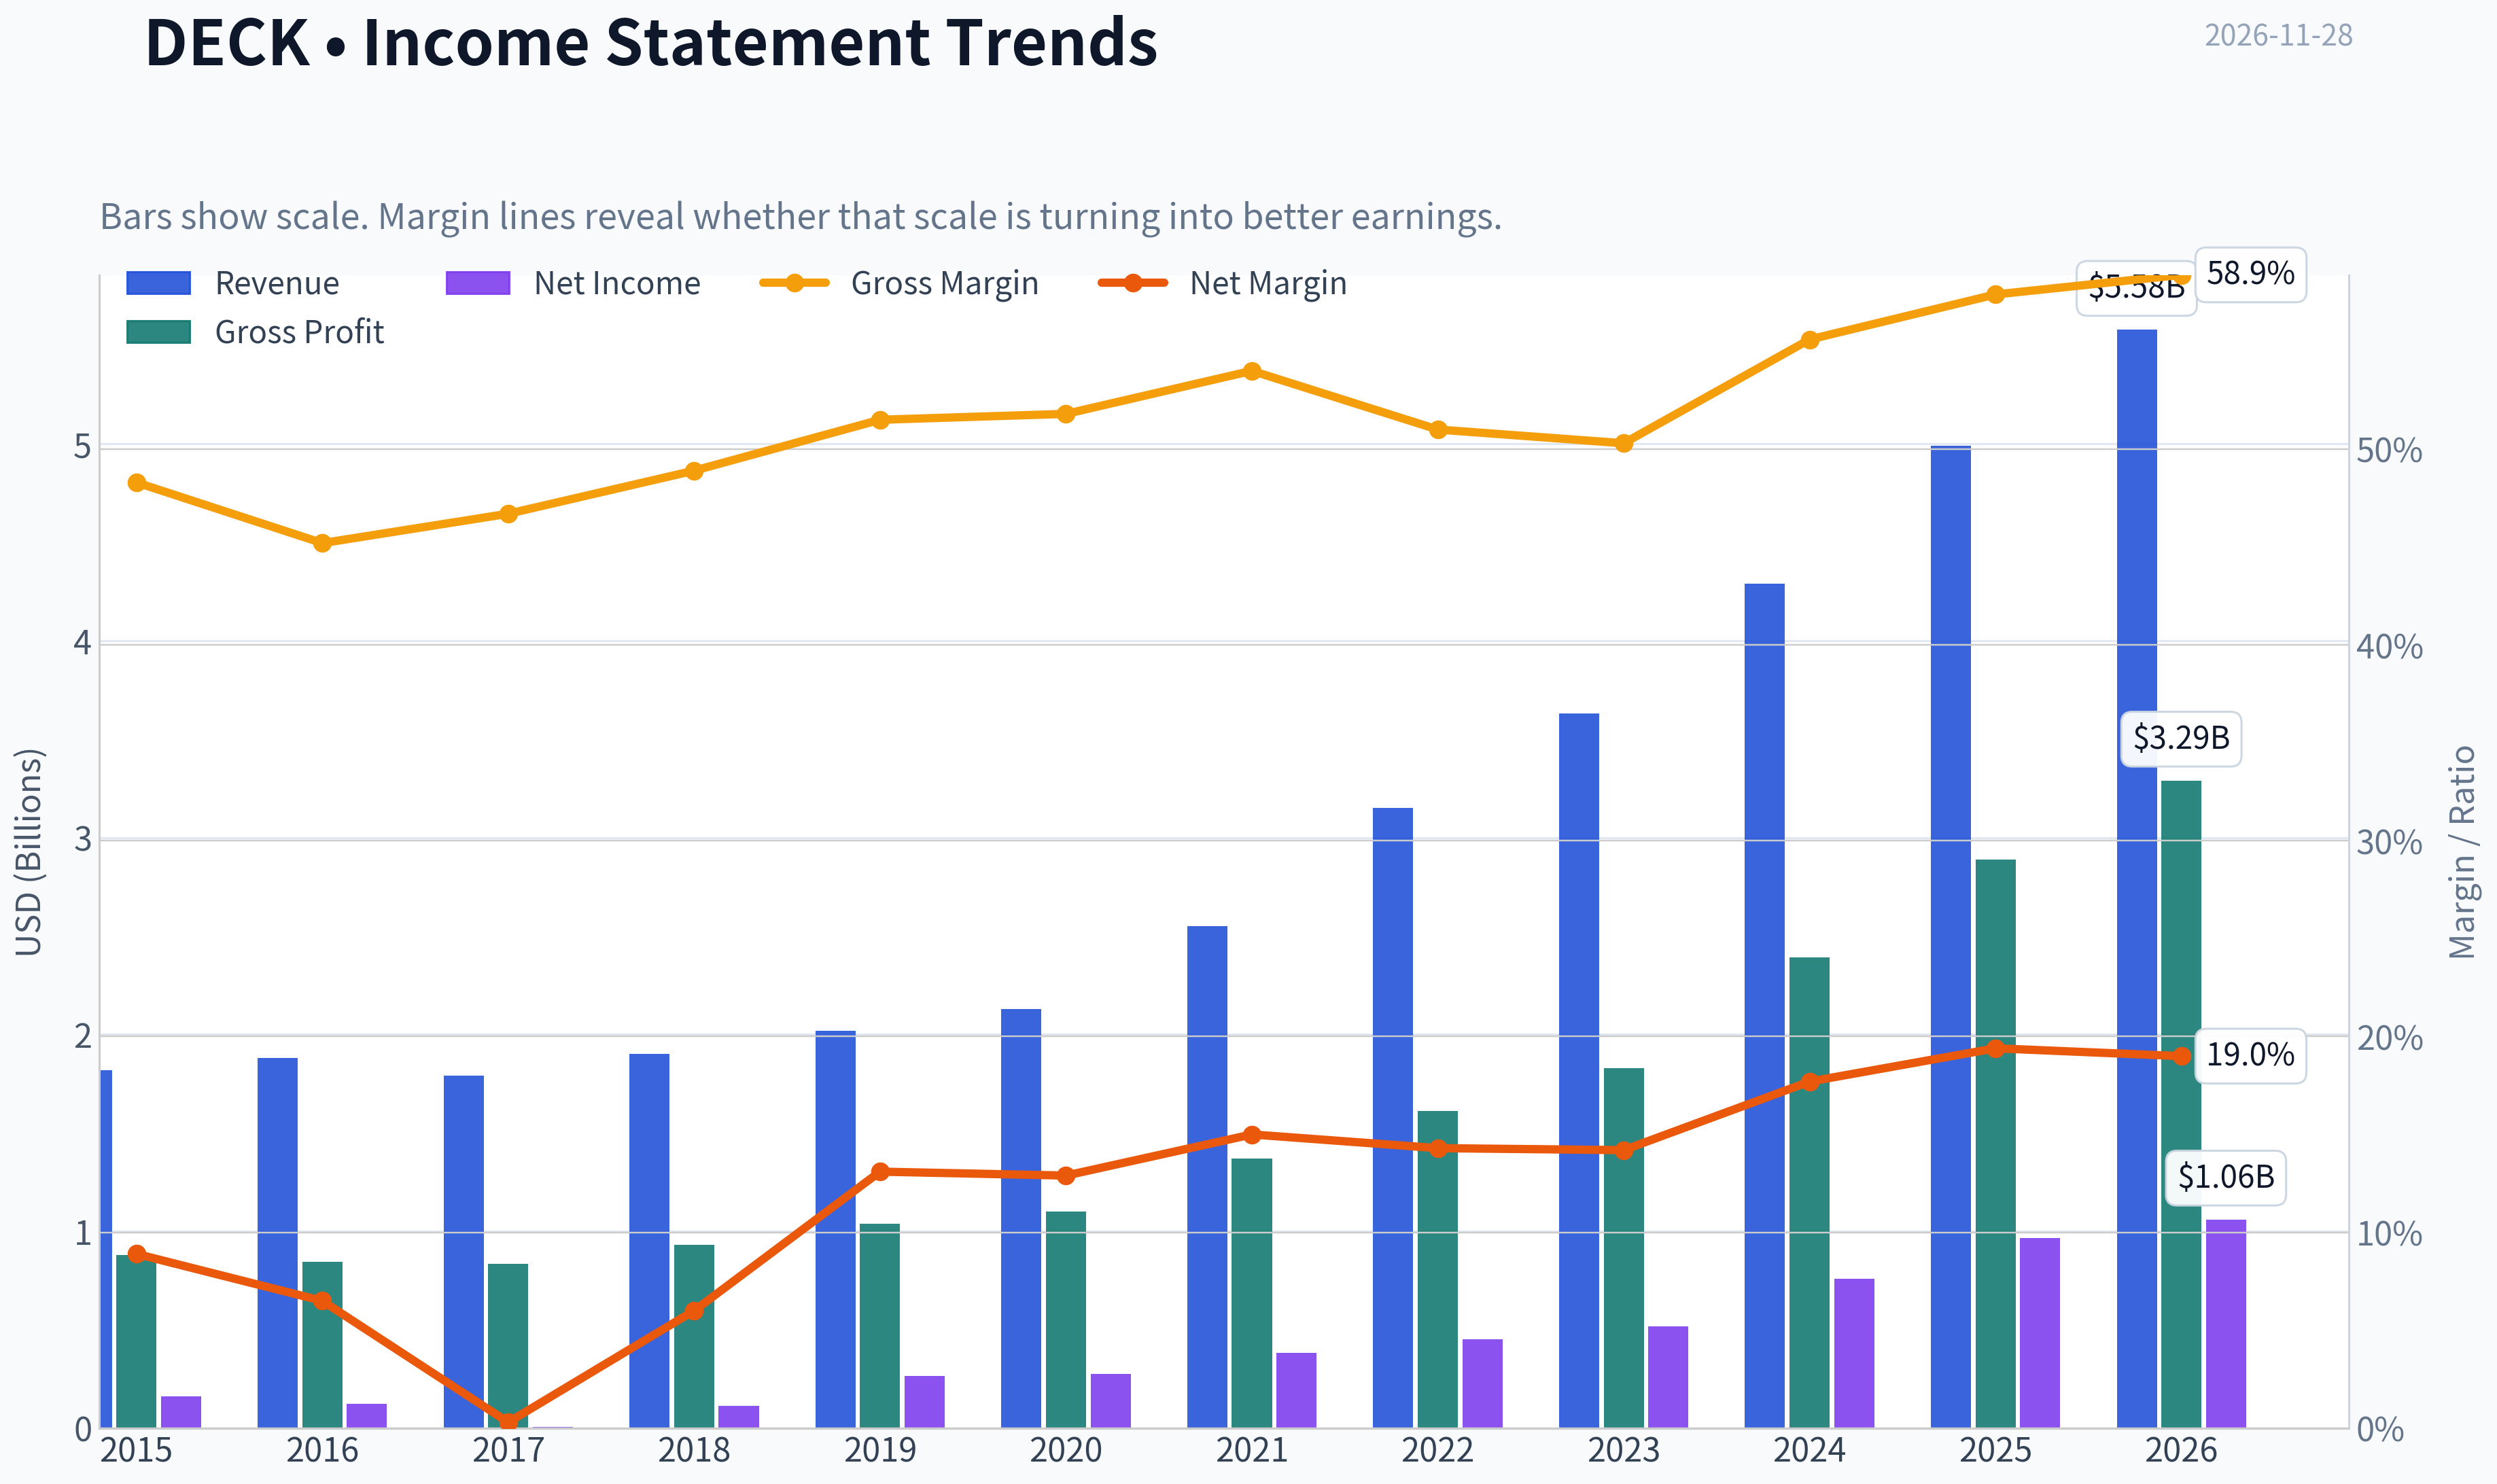 DECK • Income Statement Trends
2026-11-28
Bars show scale. Margin lines reveal whether that scale is turning into better earnings.
Revenue
Net Income
Gross Margin
Net Margin
Gross Profit
$5.58B
58.9%
$3.29B
19.0%
$1.06B
USD (Billions)
5
4
3
2
1
0
Margin / Ratio
50%
40%
30%
20%
10%
0%
2015 2016 2017 2018 2019 2020 2021 2022 2023 2024 2025 2026